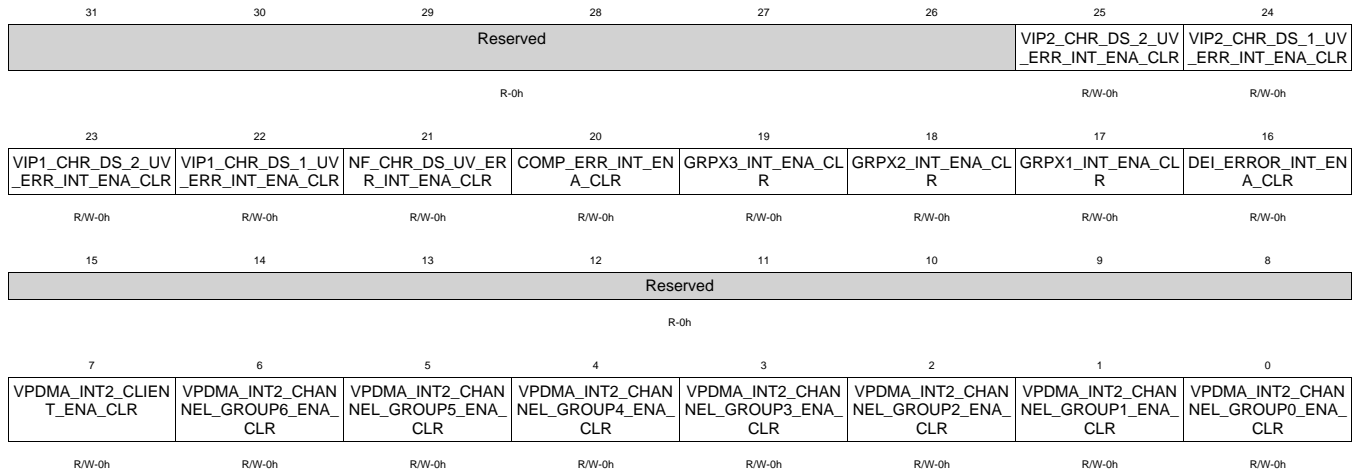 31 30 29 28 27 26 25 24
Reserved VIP2_CHR_DS_2_UV VIP2_CHR_DS_1_UV
_ERR_INT_ENA_CLR _ERR_INT_ENA_CLR
R-0h R/W-0h R/W-0h
23 22 21 20 19 18 17 16
VIP1_CHR_DS_2_UV VIP1_CHR_DS_1_UV NF_CHR_DS_UV_ER COMP_ERR_INT_EN GRPX3_INT_ENA_CL GRPX2_INT_ENA_CL GRPX1_INT_ENA_CL DEI_ERROR_INT_EN
_ERR_INT_ENA_CLR _ERR_INT_ENA_CLR R_INT_ENA_CLR A_CLR R R R A_CLR
R/W-0h R/W-0h R/W-0h R/W-0h R/W-0h R/W-0h R/W-0h R/W-0h
15 14 13 12 11 10 9 8
Reserved
R-0h
7 6 5 4 3 2 1 0
VPDMA_INT2_CLIEN VPDMA_INT2_CHAN VPDMA_INT2_CHAN VPDMA_INT2_CHAN VPDMA_INT2_CHAN VPDMA_INT2_CHAN VPDMA_INT2_CHAN VPDMA_INT2_CHAN
T_ENA_CLR NEL_GROUP6_ENA_ NEL_GROUP5_ENA_ NEL_GROUP4_ENA_ NEL_GROUP3_ENA_ NEL_GROUP2_ENA_ NEL_GROUP1_ENA_ NEL_GROUP0_ENA_
CLR CLR CLR CLR CLR CLR CLR
R/W-0h R/W-0h R/W-0h R/W-0h R/W-0h R/W-0h R/W-0h R/W-0h